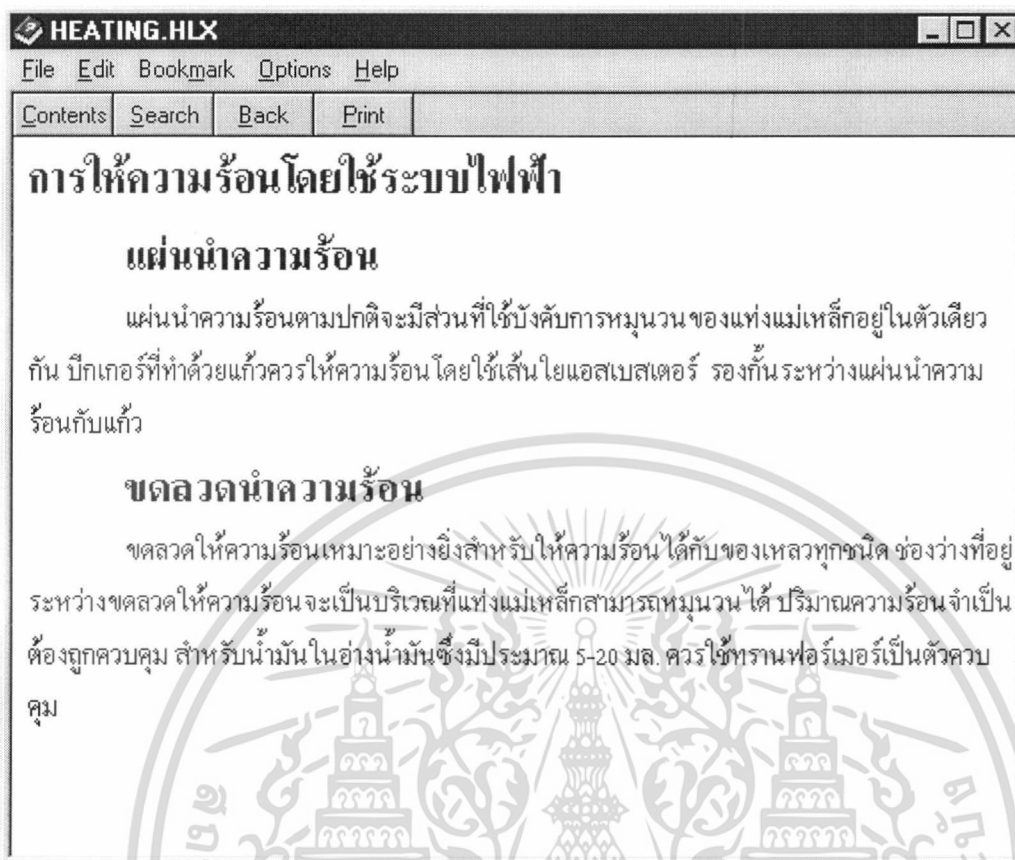 HEATING.HLX
File Edit Bookmark Options Help
Contents Search Back Print
การให้ความร้อนโดยใช้ระบบไฟฟ้า
แผ่นนำความร้อน
แผ่นนำความร้อนตามปกติจะมีส่วนที่ใช้บังคับการหมุนวนของแท่งแม่เหล็กอยู่ในตัวเดียว
กัน บีกเกอร์ที่ทำด้วยแก้วควรให้ความร้อนโดยใช้เส้นใยแอสเบสเตอร์ รองกั้นระหว่างแผ่นนำความ
ร้อนกับแก้ว
ขดลวดนำความร้อน
ขดลวดให้ความร้อนเหมาะอย่างยิ่งสำหรับให้ความร้อนได้กับของเหลวทุกชนิด ช่องว่างที่อยู่
ระหว่างขดลวดให้ความร้อนจะเป็นบริเวณที่แท่งแม่เหล็กสามารถหมุนวนได้ ปริมาณความร้อนจำเป็น
ต้องถูกควบคุม สำหรับน้ำมันในอ่างน้ำมันซึ่งมีประมาณ 5-20 มล. ควรใช้ทรานฟอร์เมอร์เป็นตัวควบ
คุม